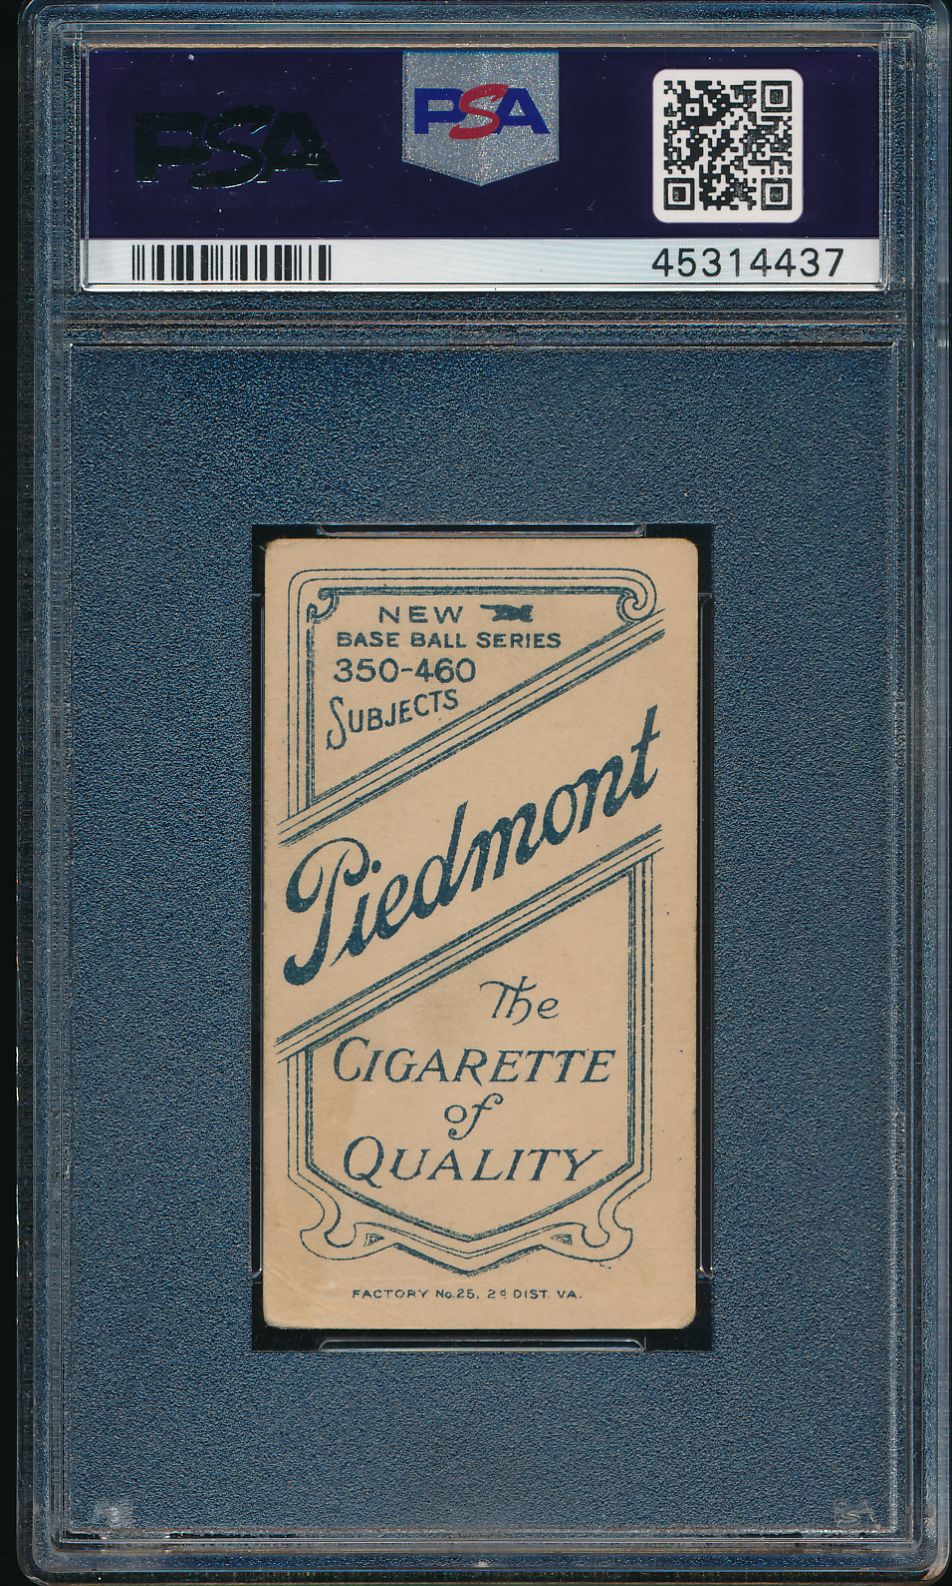 PSA
PSA
45314437
NEW
BASE BALL SERIES
350-460
SUBJECTS
Piedmont
The
CIGARETTE
of
QUALITY
FACTORY No. 25, 2d DIST. VA.